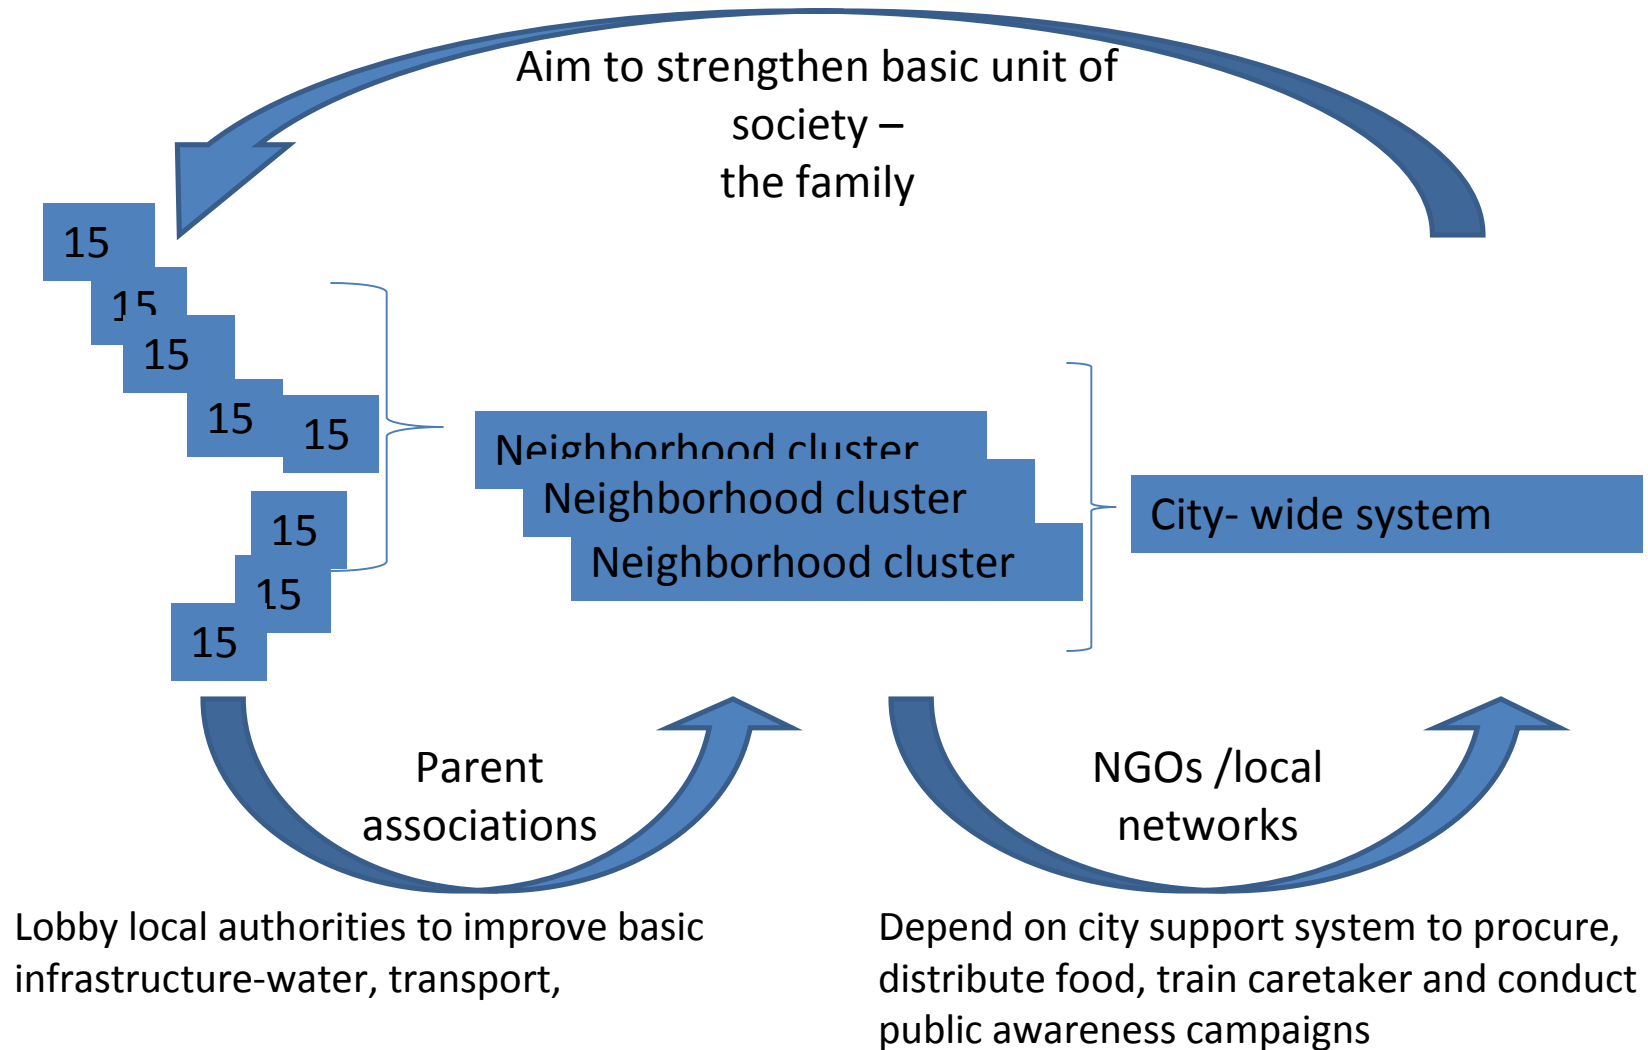 Aim to strengthen basic unit of
society –
the family
15
15
15
15
15
15
15
15
Neighborhood cluster
Neighborhood cluster
Neighborhood cluster
City- wide system
Parent
associations
NGOs /local
networks
Lobby local authorities to improve basic
infrastructure-water, transport,
Depend on city support system to procure,
distribute food, train caretaker and conduct
public awareness campaigns